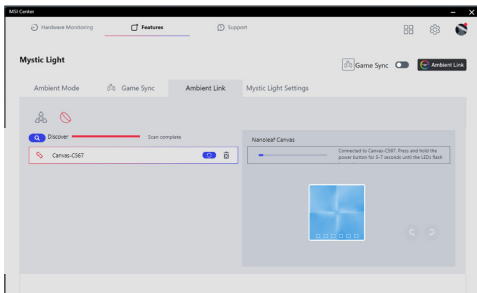 MSI Center
Hardware Monitoring
Features
Support
Mystic Light
Game Sync
Ambient Link
Ambient Mode
Game Sync
Ambient Link
Mystic Light Settings
Discover
Scan complete
Canvas-C567
Nanoleaf Canvas
Connected to Canvas-C567. Press and hold the
power button for 5-7 seconds until the LEDs flash